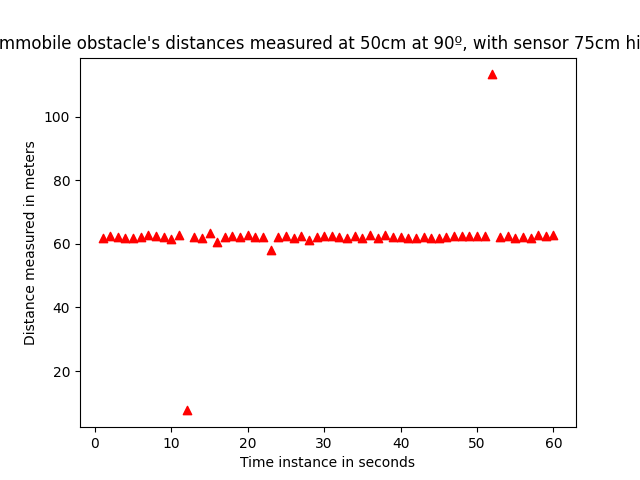 mmobile obstacle's distances measured at 50cm at 90º, with sensor 75cm hi
100
80
60
40
20
Distance measured in meters
0 10 20 30 40 50 60
Time instance in seconds